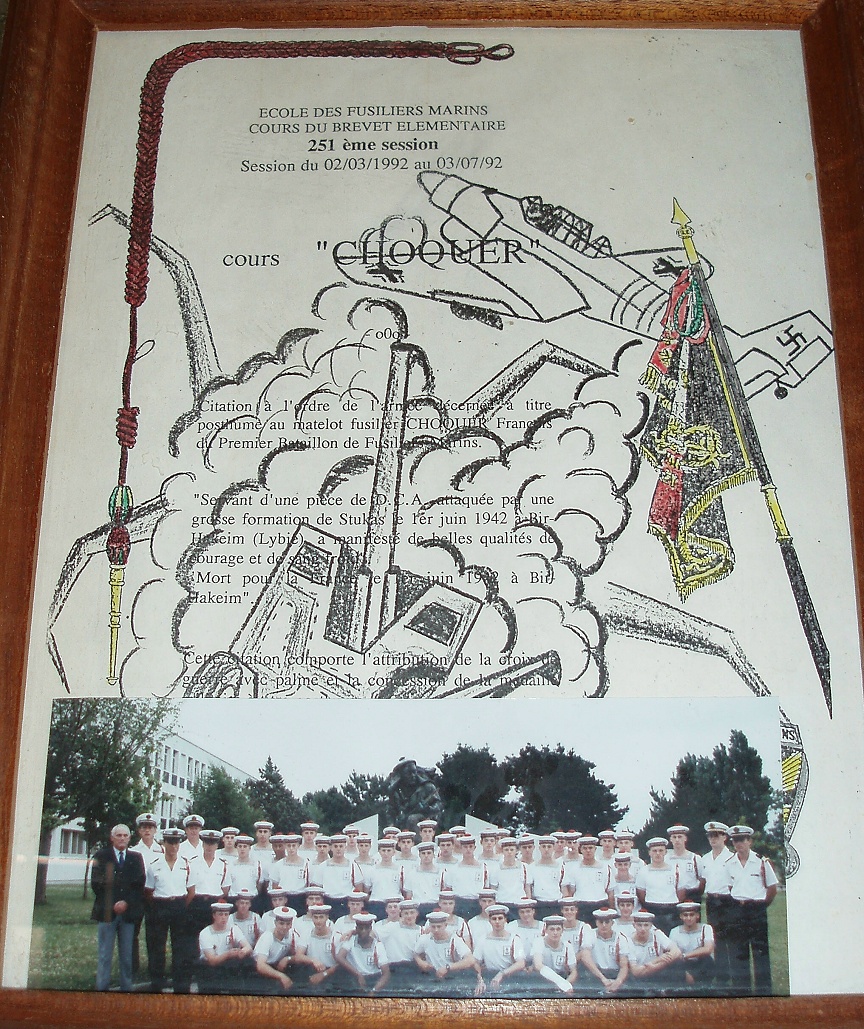 ECOLE DES FUSILIERS MARINS
COURS DU BREVET ELEMENTAIRE
251 ème session
Session du 02/03/1992 au 03/07/92
cours "CHOQUER"
o0o
Citation à l'ordre de l'armée décernée à titre
posthume au matelot fusilier CHOQUER François
du Premier Bataillon de Fusiliers Marins.
"Servant d'une pièce de D.C.A. attaquée par une
grosse formation de Stukas le 1er juin 1942 à Bir-
Hakeim (Lybie), a manifesté de belles qualités de
courage et de sang froid.
Mort pour la France le 1er juin 1942 à Bir-
Hakeim".
Cette citation comporte l'attribution de la croix de
guerre avec palme et la concession de la médaille
NS